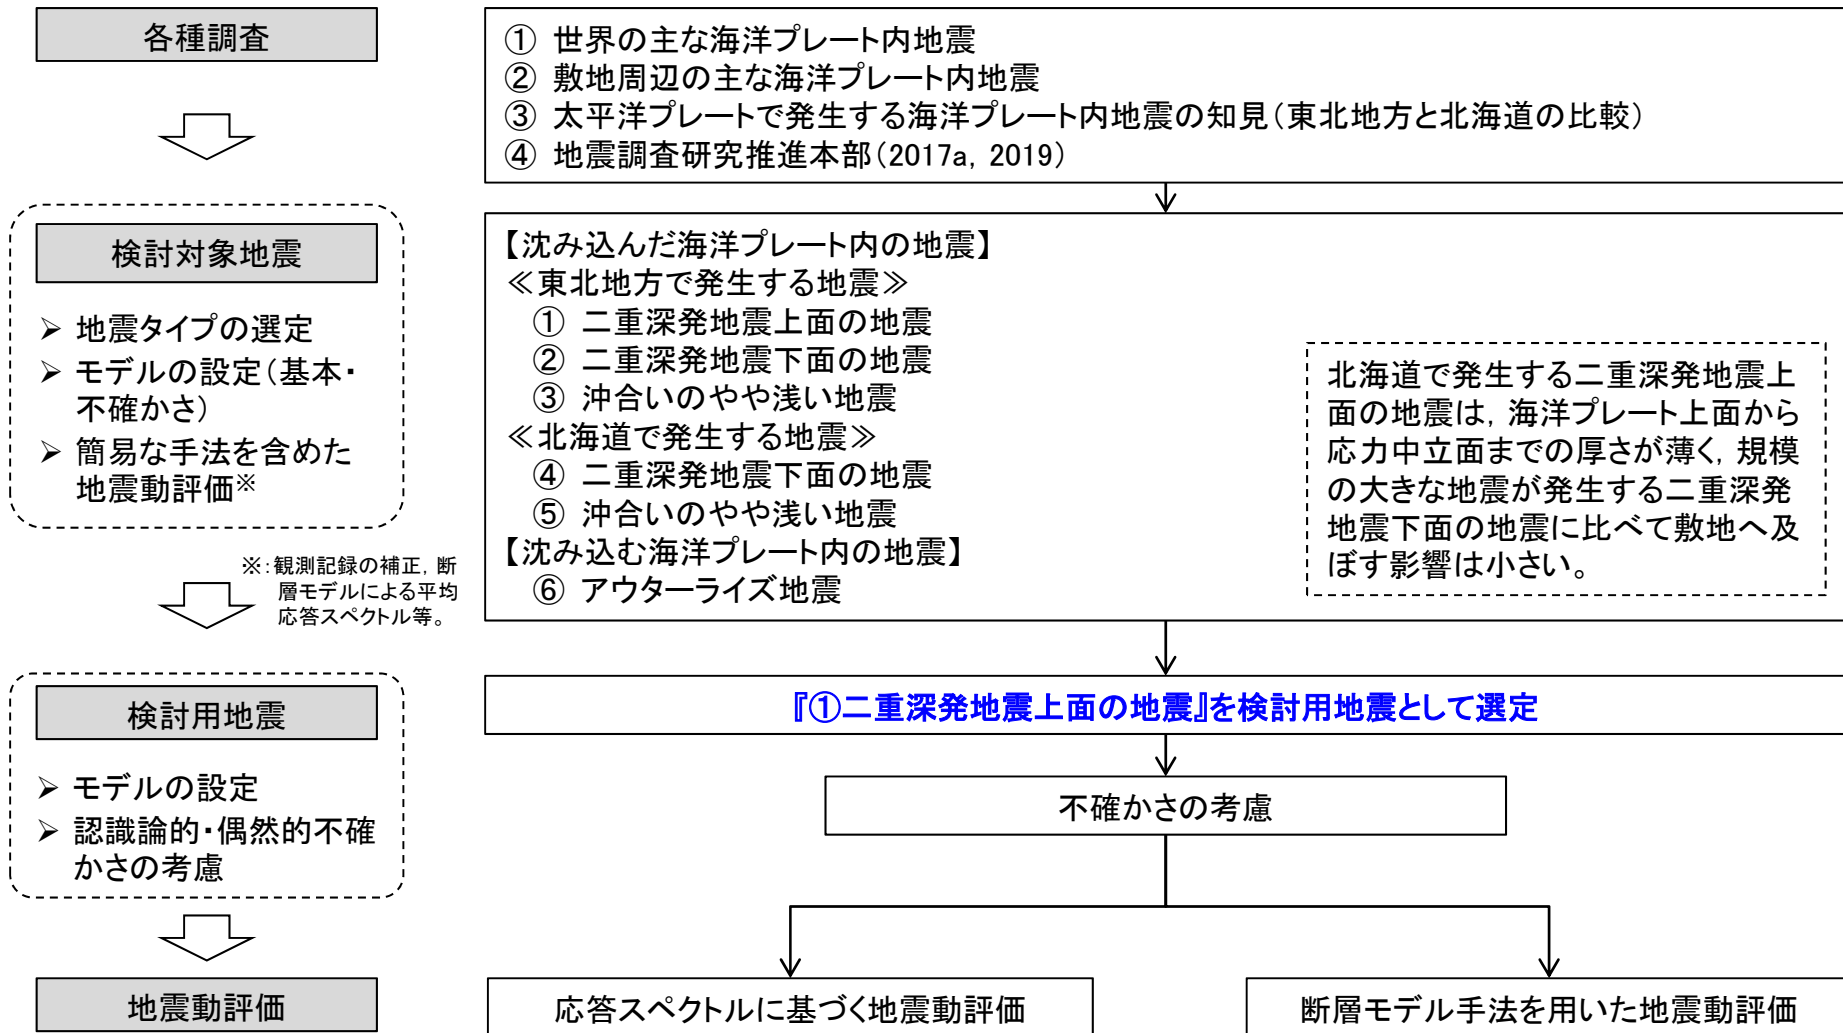 各種調査
① 世界の主な海洋プレート内地震
② 敷地周辺の主な海洋プレート内地震
③ 太平洋プレートで発生する海洋プレート内地震の知見（東北地方と北海道の比較）
④ 地震調査研究推進本部（2017a，2019）
検討対象地震
➢ 地震タイプの選定
➢ モデルの設定（基本・
不確かさ）
➢ 簡易な手法を含めた
地震動評価※
※：観測記録の補正，断
層モデルによる平均
応答スペクトル等。
【沈み込んだ海洋プレート内の地震】
≪東北地方で発生する地震≫
① 二重深発地震上面の地震
② 二重深発地震下面の地震
③ 沖合いのやや浅い地震
≪北海道で発生する地震≫
④ 二重深発地震下面の地震
⑤ 沖合いのやや浅い地震
【沈み込む海洋プレート内の地震】
⑥ アウターライズ地震
北海道で発生する二重深発地震上
面の地震は，海洋プレート上面から
応力中立面までの厚さが薄く，規模
の大きな地震が発生する二重深発
地震下面の地震に比べて敷地へ及
ぼす影響は小さい。
検討用地震
➢ モデルの設定
➢ 認識論的・偶然的不確
かさの考慮
『①二重深発地震上面の地震』を検討用地震として選定
不確かさの考慮
地震動評価
応答スペクトルに基づく地震動評価
断層モデル手法を用いた地震動評価